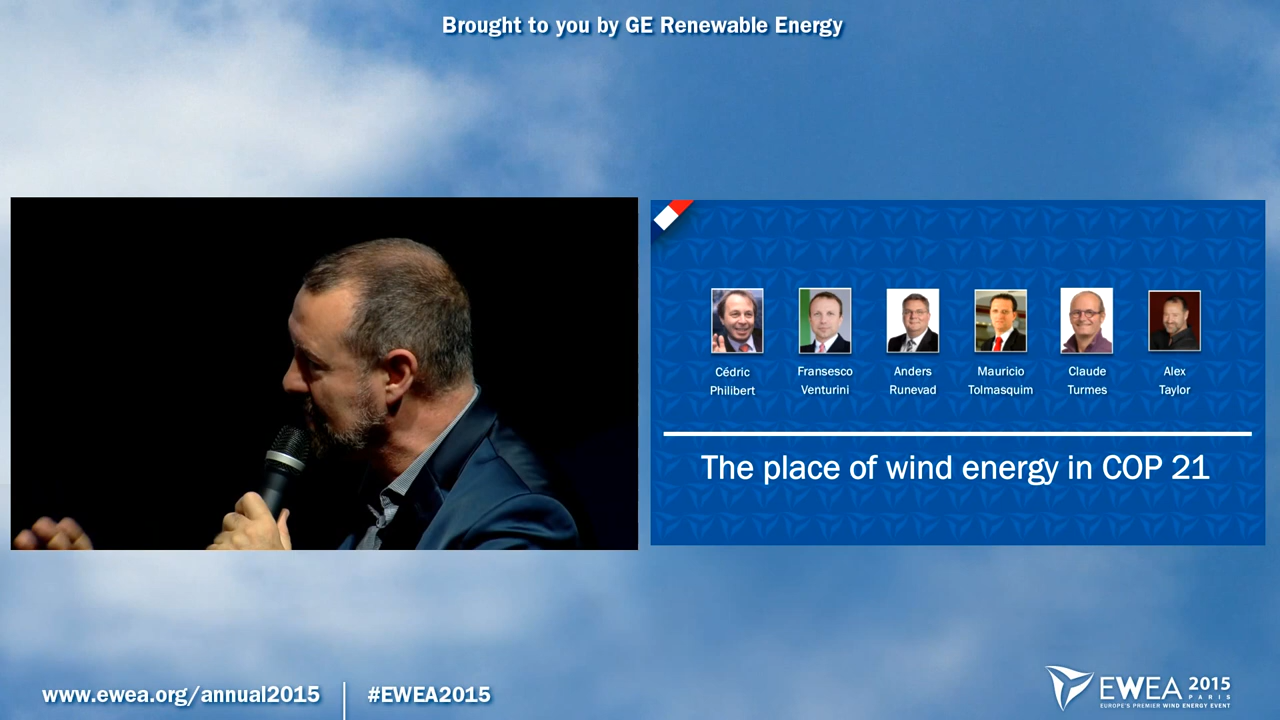 Brought to you by GE Renewable Energy
Cédric
Philibert
Fransesco
Venturini
Anders
Runevad
Mauricio
Tolmasquim
Claude
Turmes
Alex
Taylor
The place of wind energy in COP 21
www.ewea.org/annual2015
#EWEA2015
EWEA 2015
PARIS
EUROPE'S PREMIER WIND ENERGY EVENT